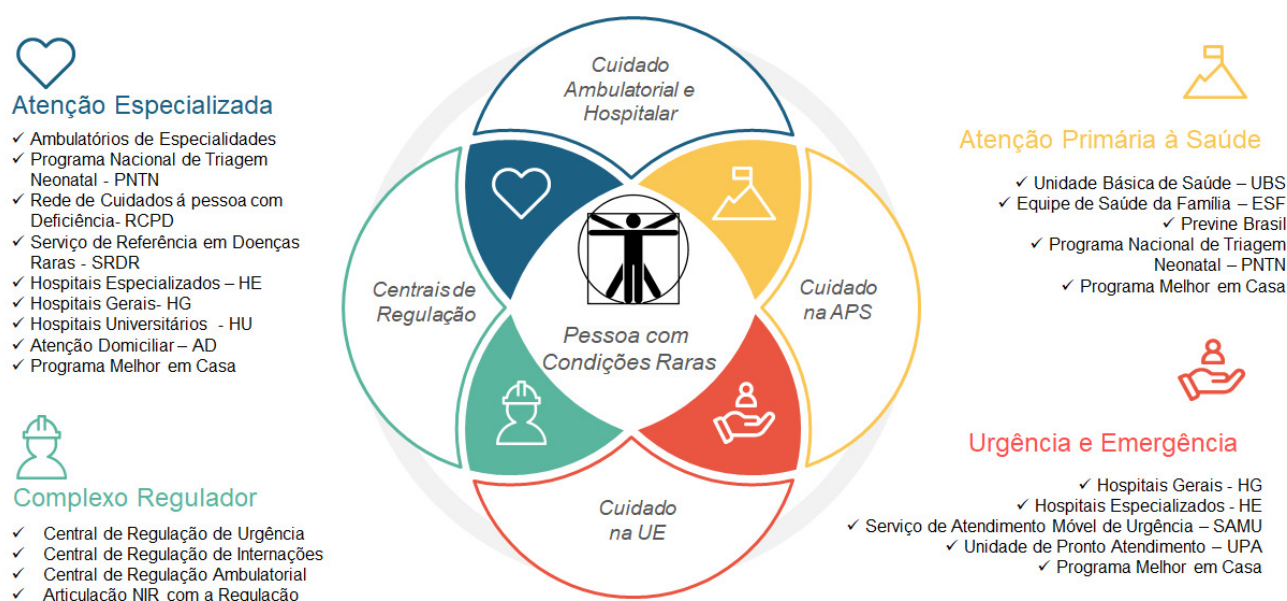 Atenção Especializada
✓ Ambulatórios de Especialidades
✓ Programa Nacional de Triagem
Neonatal - PNTN
✓ Rede de Cuidados á pessoa com
Deficiência- RCPD
✓ Serviço de Referência em Doenças
Raras - SRDR
✓ Hospitais Especializados – HE
✓ Hospitais Gerais- HG
✓ Hospitais Universitários - HU
✓ Atenção Domiciliar – AD
✓ Programa Melhor em Casa
Complexo Regulador
✓ Central de Regulação de Urgência
✓ Central de Regulação de Internações
✓ Central de Regulação Ambulatorial
✓ Articulação NIR com a Regulação
Cuidado
Ambulatorial e
Hospitalar
Centrais de
Regulação
Pessoa com
Condições Raras
Cuidado
na APS
Cuidado
na UE
Atenção Primária à Saúde
✓ Unidade Básica de Saúde – UBS
✓ Equipe de Saúde da Família – ESF
✓ Previne Brasil
✓ Programa Nacional de Triagem
Neonatal – PNTN
✓ Programa Melhor em Casa
Urgência e Emergência
✓ Hospitais Gerais - HG
✓ Hospitais Especializados - HE
✓ Serviço de Atendimento Móvel de Urgência – SAMU
✓ Unidade de Pronto Atendimento – UPA
✓ Programa Melhor em Casa